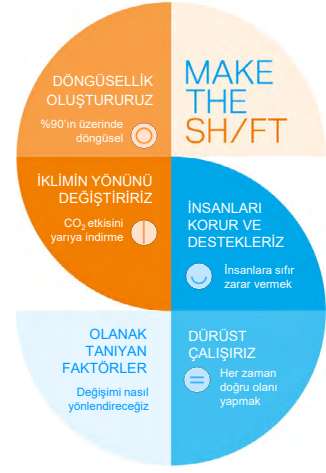 DÖNGÜSELLİK
OLUŞTURURUZ
%90'ın üzerinde
döngüsel
MAKE
THE
SH/FT
İKLİMİN YÖNÜNÜ
DEĞİŞTİRİRİZ
CO₂ etkisini
yarıya indirme
İNSANLARI
KORUR VE
DESTEKLERİZ
İnsanlara sıfır
zarar vermek
OLANAK
TANIYAN
FAKTÖRLER
Değişimi nasıl
yönlendireceğiz
DÜRÜST
ÇALIŞIRIZ
Her zaman
doğru olanı
yapmak